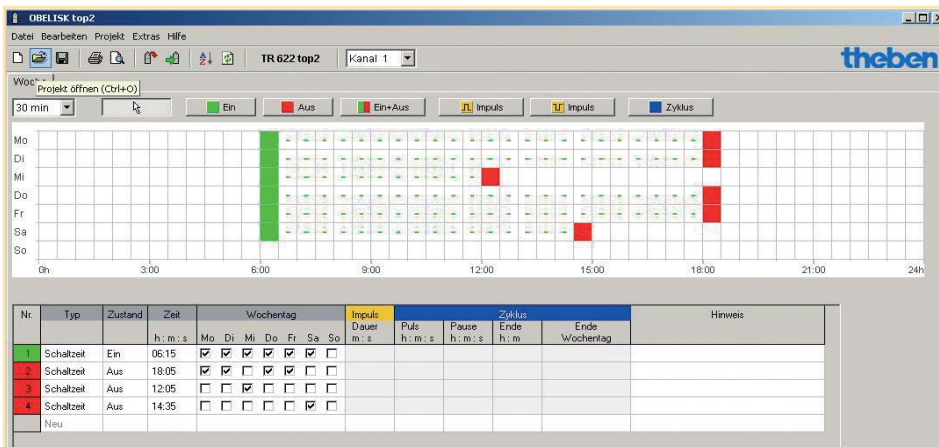 OBELISK top2
Datei Bearbeiten Projekt Extras Hilfe
TR 622 top2 Kanal 1
theben
Projekt öffnen (Ctrl+O)
30 min Ein Aus Ein+Aus Impuls Impuls Zyklus
Mo
Di
Mi
Do
Fr
Sa
So
0h 3:00 6:00 9:00 12:00 15:00 18:00 21:00 24h
Nr. Typ Zustand Zeit Wochentag Impuls Zyklus Hinweis
Dauer Puls Pause Ende Ende
h : m : s Mo Di Mi Do Fr Sa So m : s h : m : s h : m : s h : m Wochentag
1 Schaltzeit Ein 06:15
2 Schaltzeit Aus 18:05
3 Schaltzeit Aus 12:05
4 Schaltzeit Aus 14:35
Neu